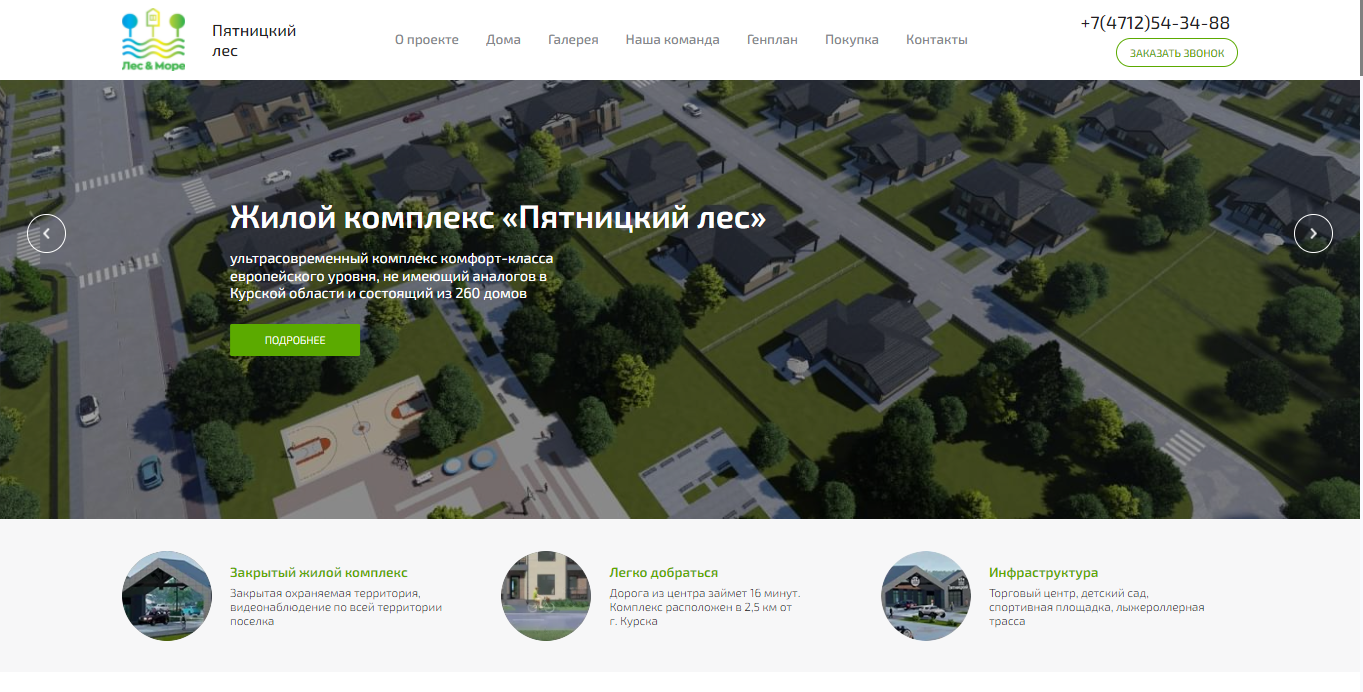 Лес & Море
Пятницкий
лес
О проекте
Дома
Галерея
Наша команда
Генплан
Покупка
Контакты
+7(4712)54-34-88
ЗАКАЗАТЬ ЗВОНОК
Жилой комплекс «Пятницкий лес»
ультрасовременный комплекс комфорт-класса
европейского уровня, не имеющий аналогов в
Курской области и состоящий из 260 домов
ПОДРОБНЕЕ
Закрытый жилой комплекс
Закрытая охраняемая территория,
видеонаблюдение по всей территории
поселка
Легко добраться
Дорога из центра займет 16 минут.
Комплекс расположен в 2,5 км от
г. Курска
Инфраструктура
Торговый центр, детский сад,
спортивная площадка, лыжероллерная
трасса